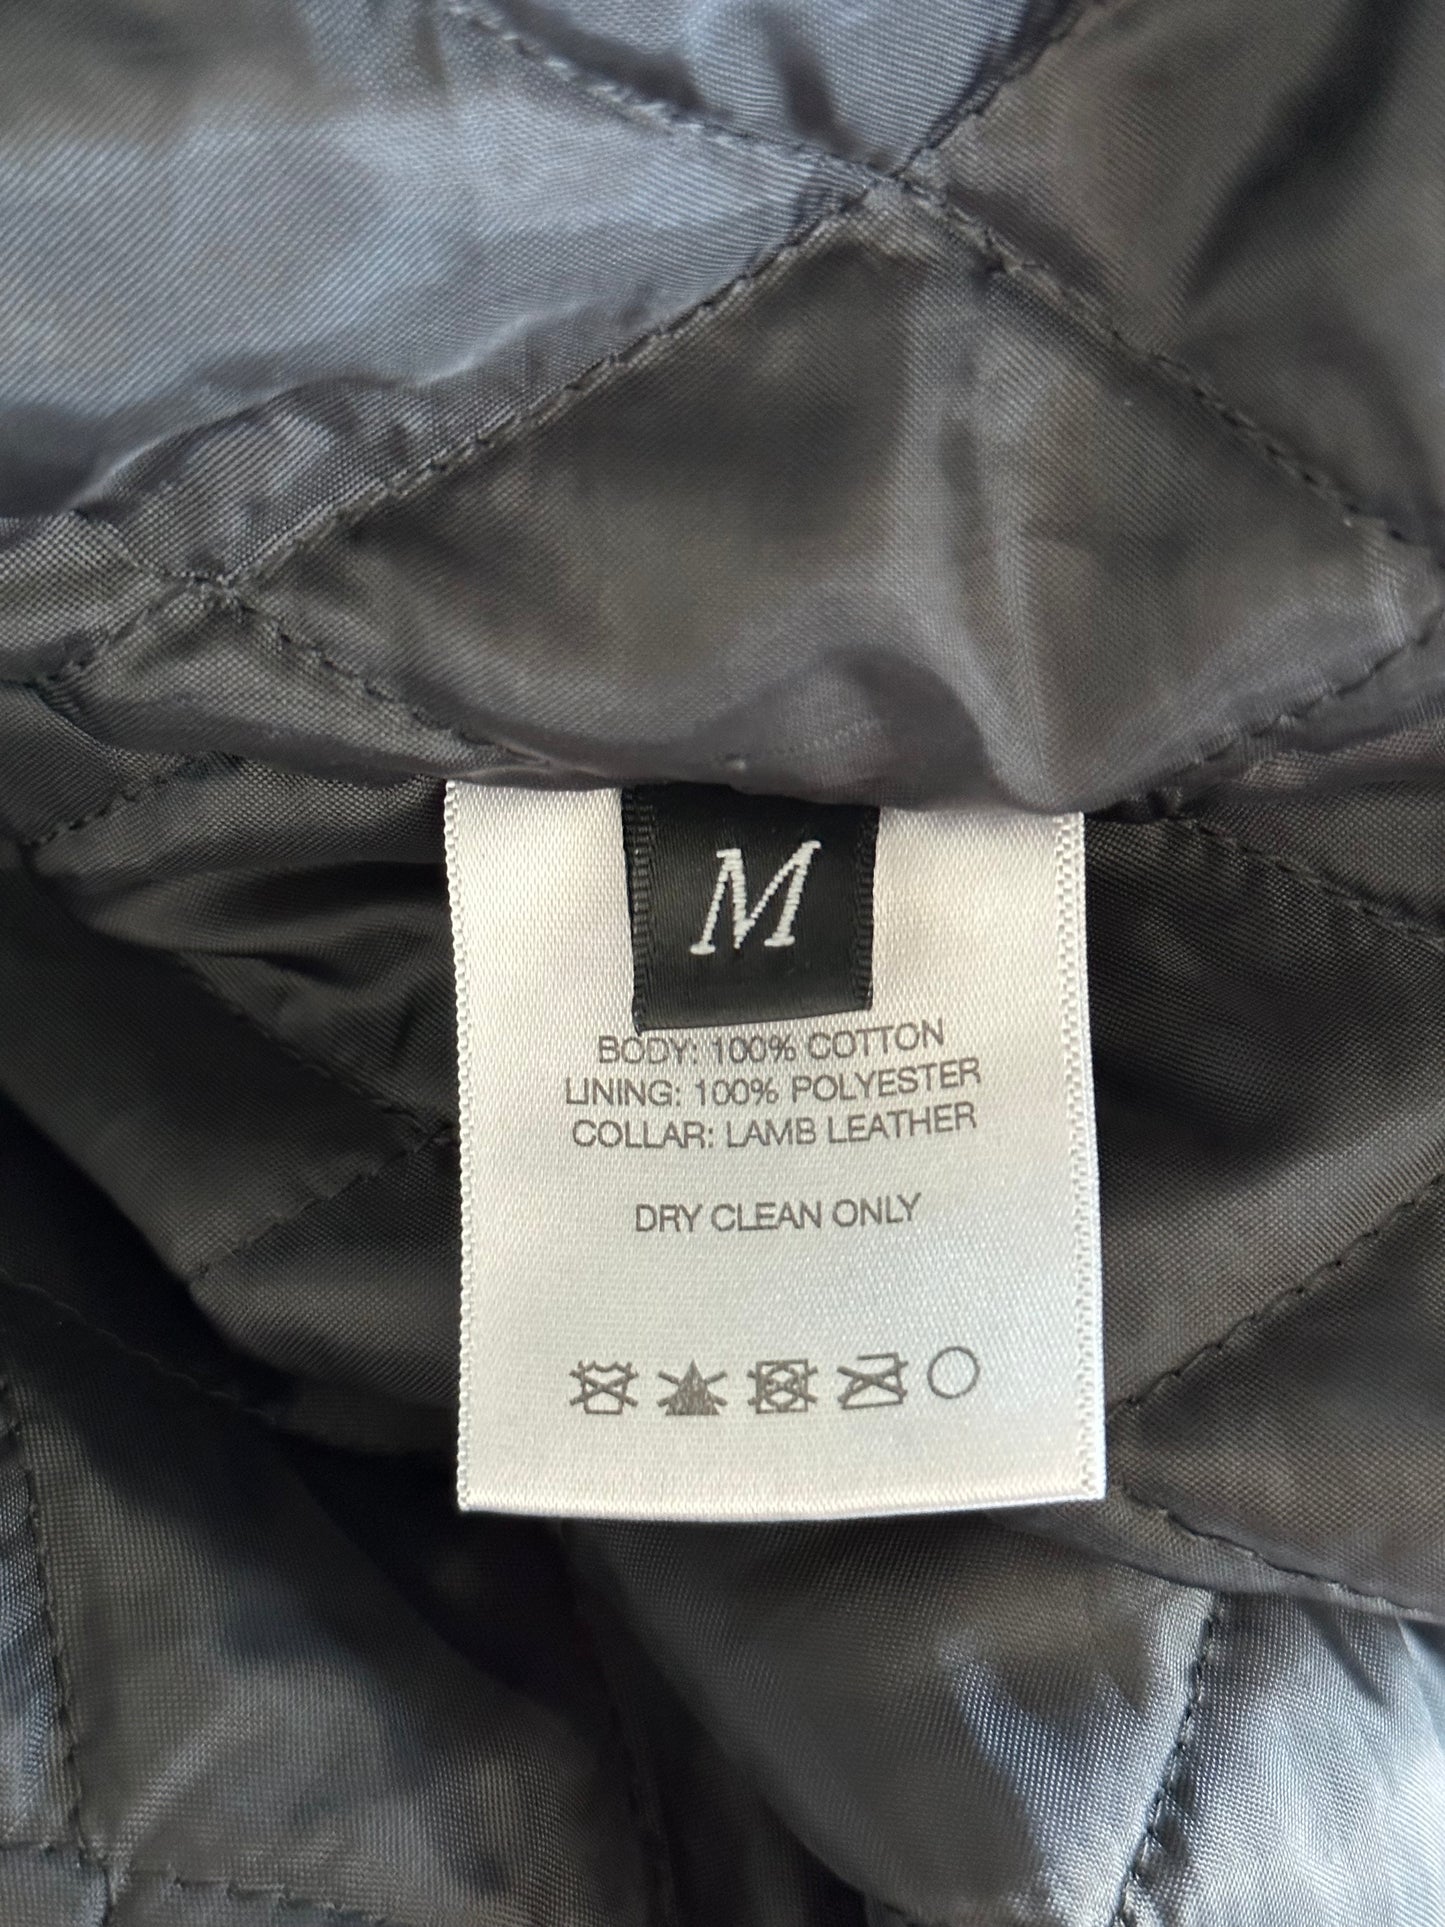 M
BODY: 100% COTTON
LINING: 100% POLYESTER
COLLAR: LAMB LEATHER
DRY CLEAN ONLY